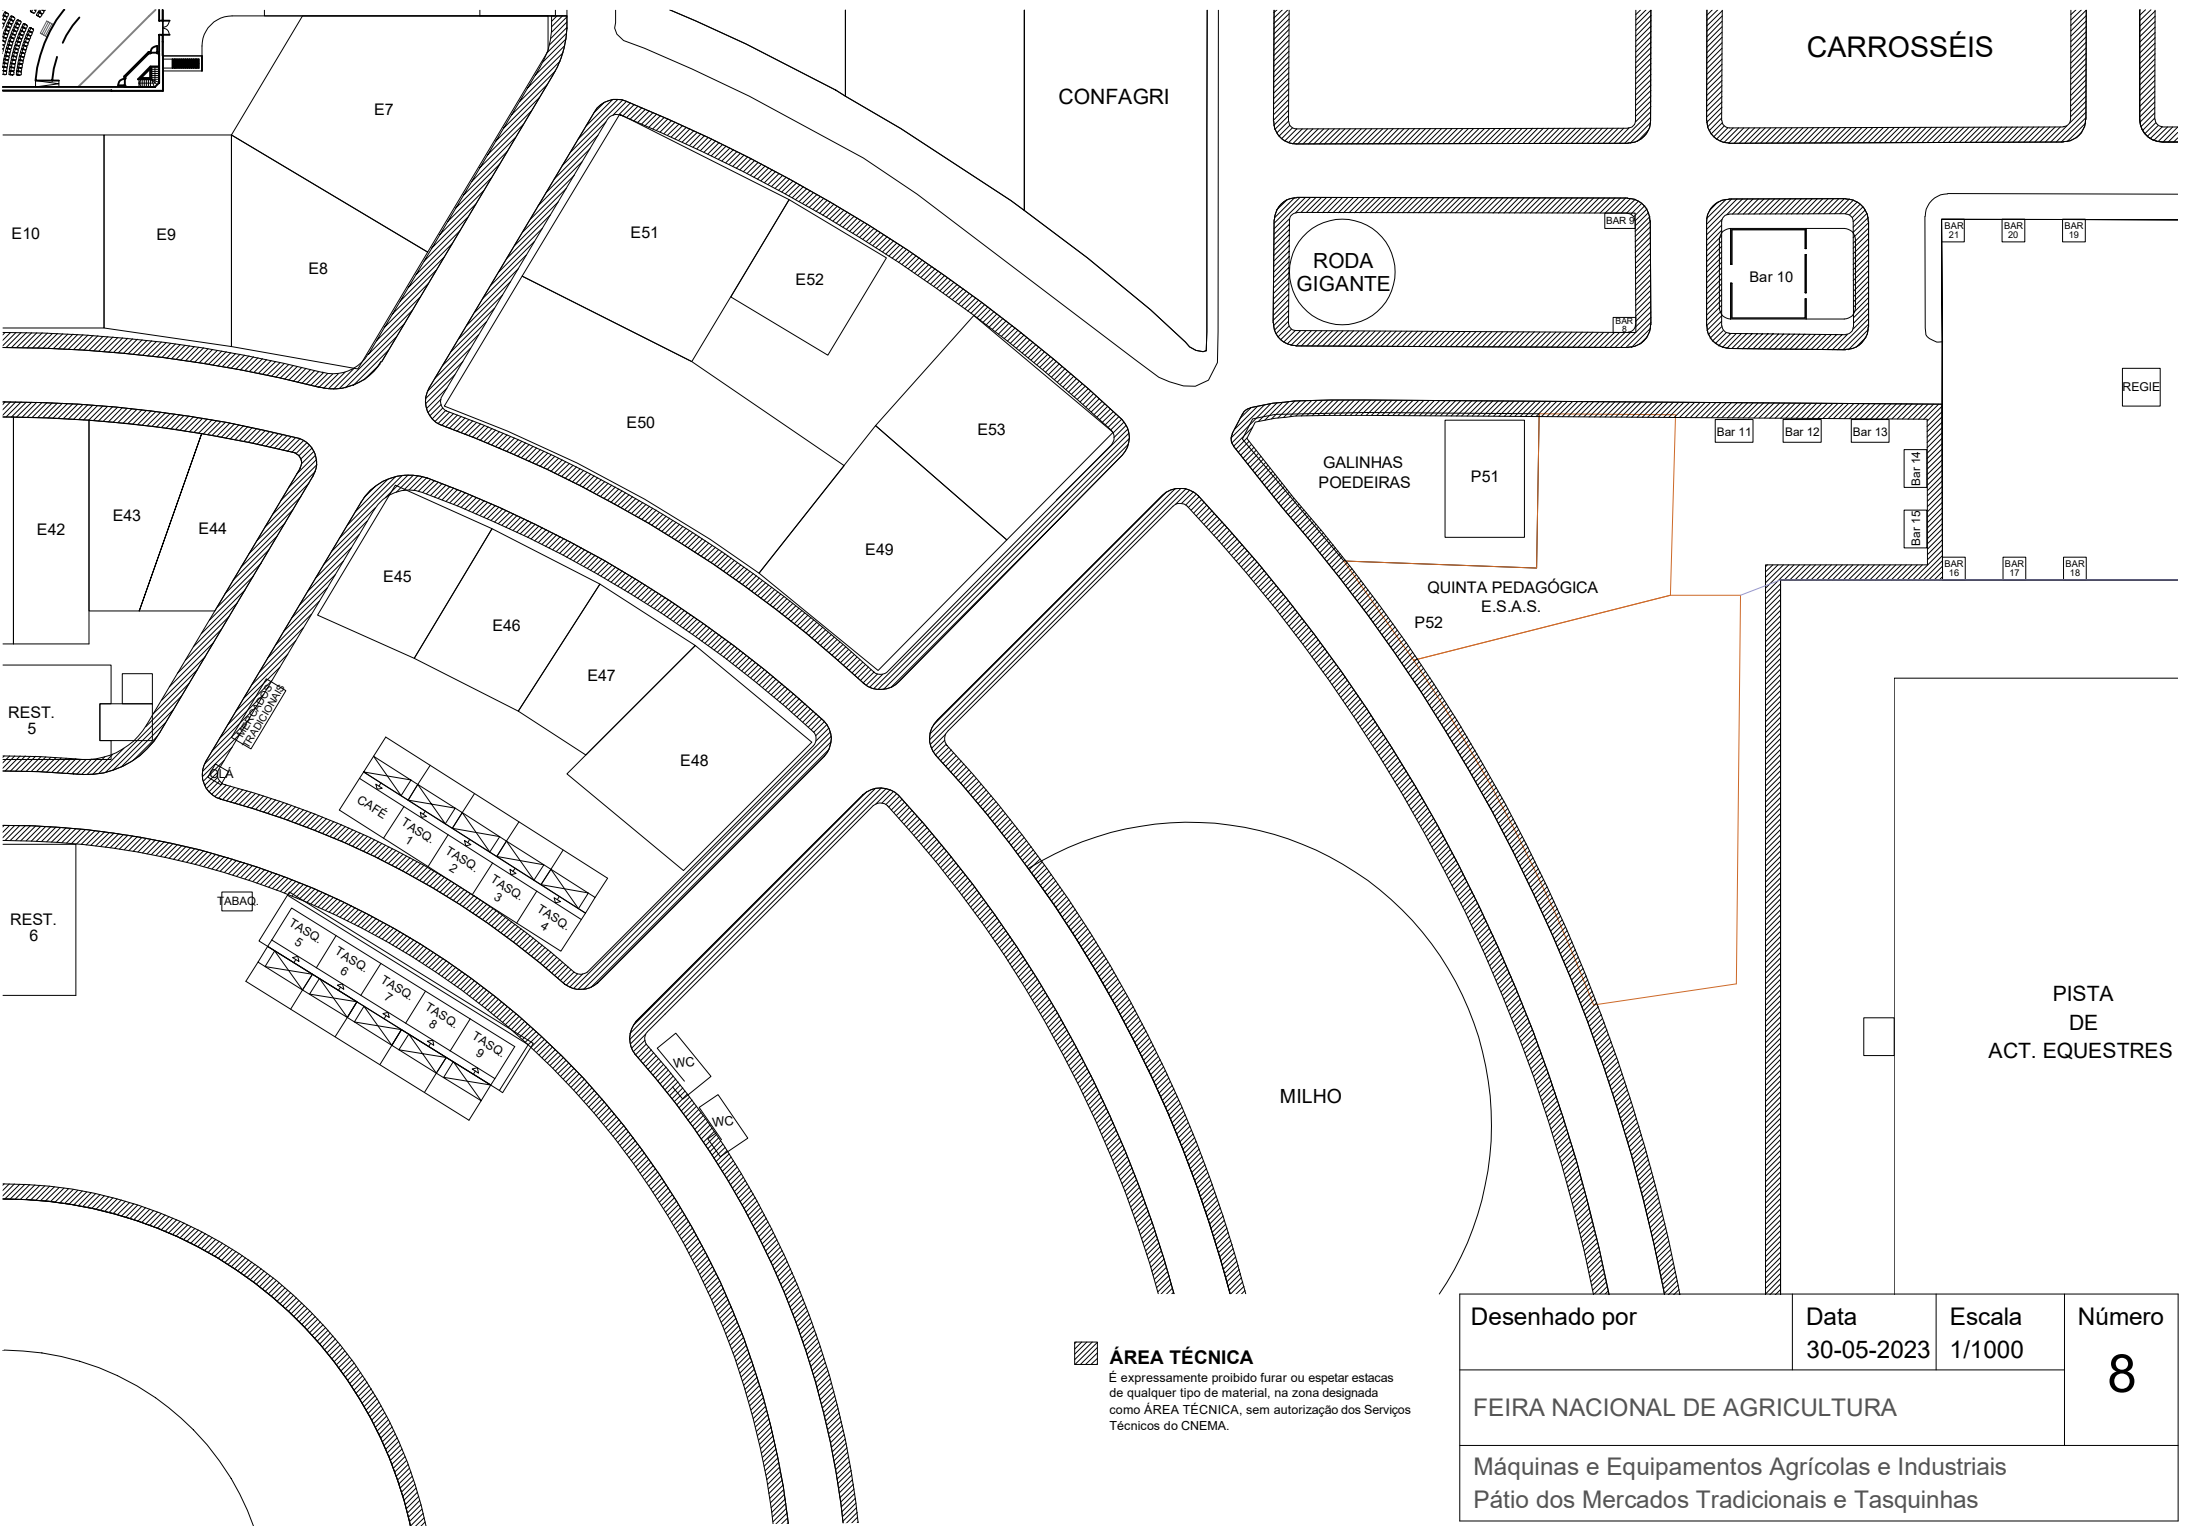 CARROSSÉIS
CONFAGRI
E7
E10
E9
E8
E51
E52
E50
E53
E49
RODA
GIGANTE
BAR 9
BAR
8
Bar 10
BAR
21
BAR
20
BAR
19
REGIE
GALINHAS
POEDEIRAS
P51
Bar 11
Bar 12
Bar 13
Bar 14
Bar 15
BAR
16
BAR
17
BAR
18
QUINTA PEDAGÓGICA
E.S.A.S.
P52
E42
E43
E44
E45
E46
E47
E48
REST.
5
MERCADOS
TRADICIONAIS
OLÁ
CAFÉ
TASQ.
1
TASQ.
2
TASQ.
3
TASQ.
4
REST.
6
TABAQ.
TASQ.
5
TASQ.
6
TASQ.
7
TASQ.
8
TASQ.
9
WC
WC
MILHO
PISTA
DE
ACT. EQUESTRES
ÁREA TÉCNICA
É expressamente proibido furar ou espetar estacas
de qualquer tipo de material, na zona designada
como ÁREA TÉCNICA, sem autorização dos Serviços
Técnicos do CNEMA.
Desenhado por
Data
30-05-2023
Escala
1/1000
Número
8
FEIRA NACIONAL DE AGRICULTURA
Máquinas e Equipamentos Agrícolas e Industriais
Pátio dos Mercados Tradicionais e Tasquinhas